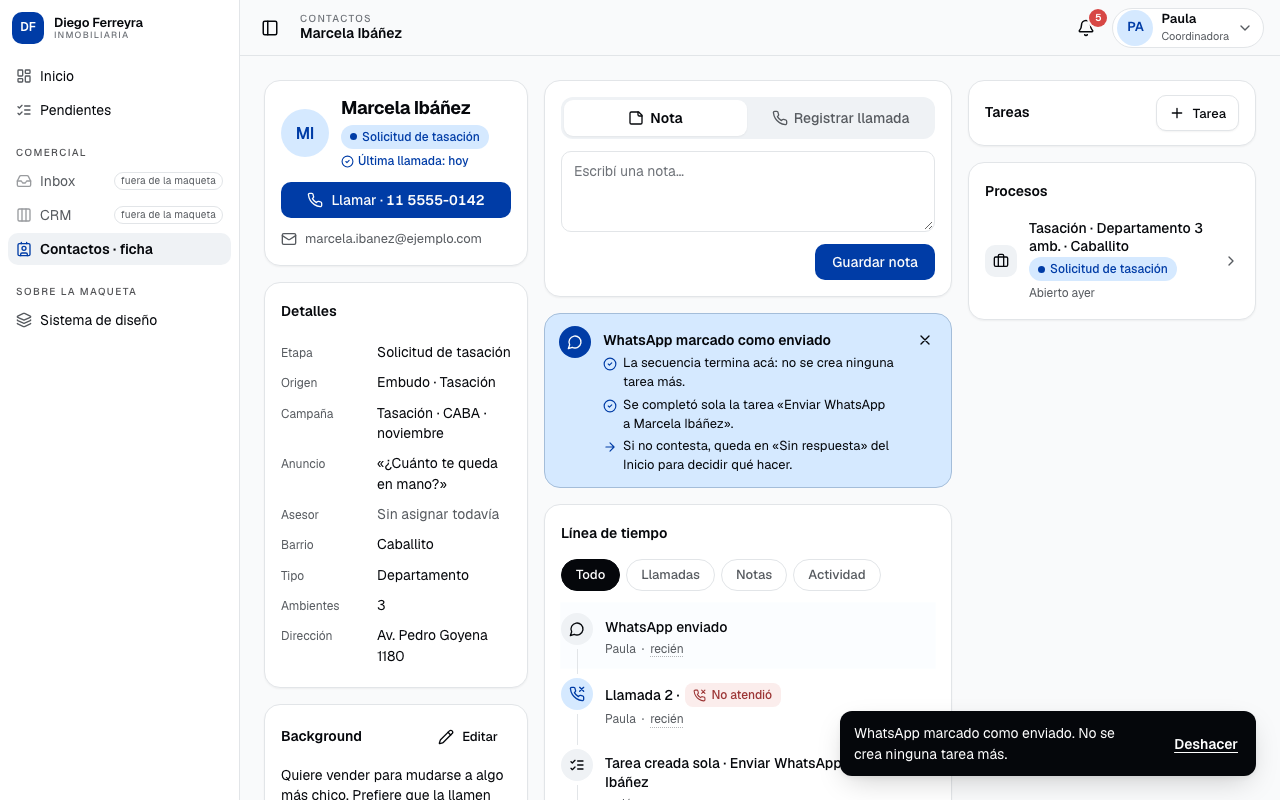 DF
Diego Ferreyra
INMOBILIARIA
Inicio
Pendientes
COMERCIAL
Inbox
fuera de la maqueta
CRM
fuera de la maqueta
Contactos · ficha
SOBRE LA MAQUETA
Sistema de diseño
CONTACTOS
Marcela Ibáñez
5
PA
Paula
Coordinadora
MI
Marcela Ibáñez
Solicitud de tasación
Última llamada: hoy
Llamar · 11 5555-0142
marcela.ibanez@ejemplo.com
Detalles
Etapa Solicitud de tasación
Origen Embudo · Tasación
Campaña Tasación · CABA ·
noviembre
Anuncio «¿Cuánto te queda
en mano?»
Asesor Sin asignar todavía
Barrio Caballito
Tipo Departamento
Ambientes 3
Dirección Av. Pedro Goyena
1180
Background
Editar
Quiere vender para mudarse a algo
más chico. Prefiere que la llamen
Nota
Registrar llamada
Escribí una nota…
Guardar nota
WhatsApp marcado como enviado
La secuencia termina acá: no se crea ninguna
tarea más.
Se completó sola la tarea «Enviar WhatsApp
a Marcela Ibáñez».
Si no contesta, queda en «Sin respuesta» del
Inicio para decidir qué hacer.
Línea de tiempo
Todo
Llamadas
Notas
Actividad
WhatsApp enviado
Paula · recién
Llamada 2 · No atendió
Paula · recién
Tarea creada sola · Enviar WhatsApp
Ibáñez
Tareas
Tarea
Procesos
Tasación · Departamento 3
amb. · Caballito
Solicitud de tasación
Abierto ayer
WhatsApp marcado como enviado. No se
crea ninguna tarea más.
Deshacer